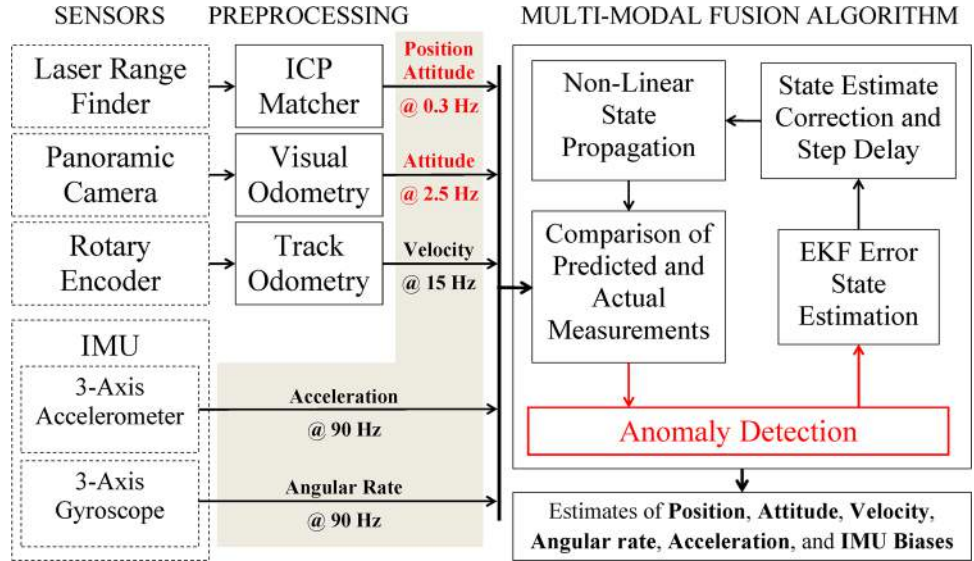 SENSORS
PREPROCESSING
MULTI-MODAL FUSION ALGORITHM
Laser Range
Finder
ICP
Matcher
Position
Attitude
@ 0.3 Hz
Panoramic
Camera
Visual
Odometry
Attitude
@ 2.5 Hz
Rotary
Encoder
Track
Odometry
Velocity
@ 15 Hz
IMU
3-Axis
Accelerometer
Acceleration
@ 90 Hz
3-Axis
Gyroscope
Angular Rate
@ 90 Hz
Non-Linear
State
Propagation
State Estimate
Correction and
Step Delay
Comparison of
Predicted and
Actual
Measurements
EKF Error
State
Estimation
Anomaly Detection
Estimates of Position, Attitude, Velocity,
Angular rate, Acceleration, and IMU Biases